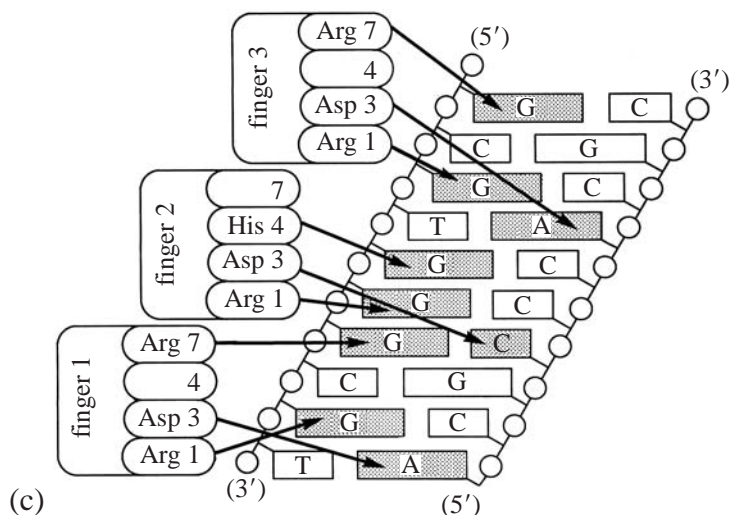 finger 3
Arg 7
4
Asp 3
Arg 1
finger 2
7
His 4
Asp 3
Arg 1
finger 1
Arg 7
4
Asp 3
Arg 1
(5′)
(3′)
G C
C G
G C
T A
G C
G C
G C
C G
G C
T A
(3′)
(5′)
(c)